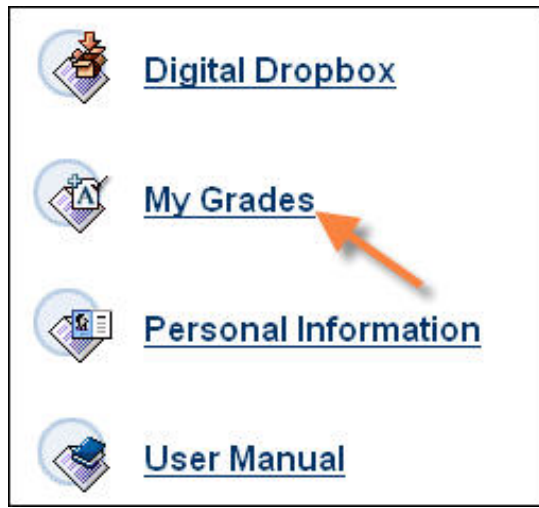 Digital Dropbox
A
My Grades
Personal Information
User Manual